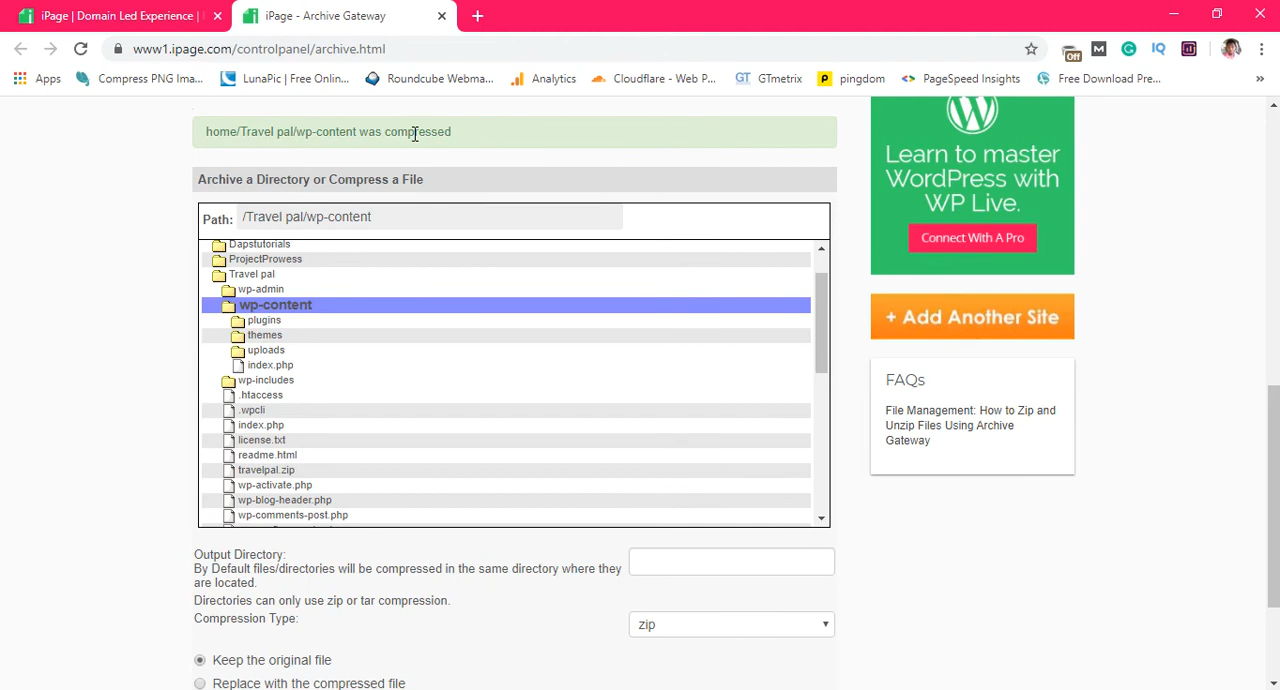 iPage | Domain Led Experience |
iPage - Archive Gateway
www1.ipage.com/controlpanel/archive.html
Off
M
IQ
Apps
Compress PNG Ima...
LunaPic | Free Onlin...
Roundcube Webma...
Analytics
Cloudflare - Web P...
GT
GTmetrix
pingdom
PageSpeed Insights
Free Download Pre...
»
home/Travel pal/wp-content was compressed
Archive a Directory or Compress a File
Path: /Travel pal/wp-content
Dapstutorials
ProjectProwess
Travel pal
wp-admin
wp-content
plugins
themes
uploads
index.php
wp-includes
.htaccess
.wpcli
index.php
license.txt
readme.html
travelpal.zip
wp-activate.php
wp-blog-header.php
wp-comments-post.php
Output Directory:
By Default files/directories will be compressed in the same directory where they
are located.
Directories can only use zip or tar compression.
Compression Type:
zip
Keep the original file
Replace with the compressed file
Learn to master
WordPress with
WP Live.
Connect With A Pro
+ Add Another Site
FAQs
File Management: How to Zip and
Unzip Files Using Archive
Gateway